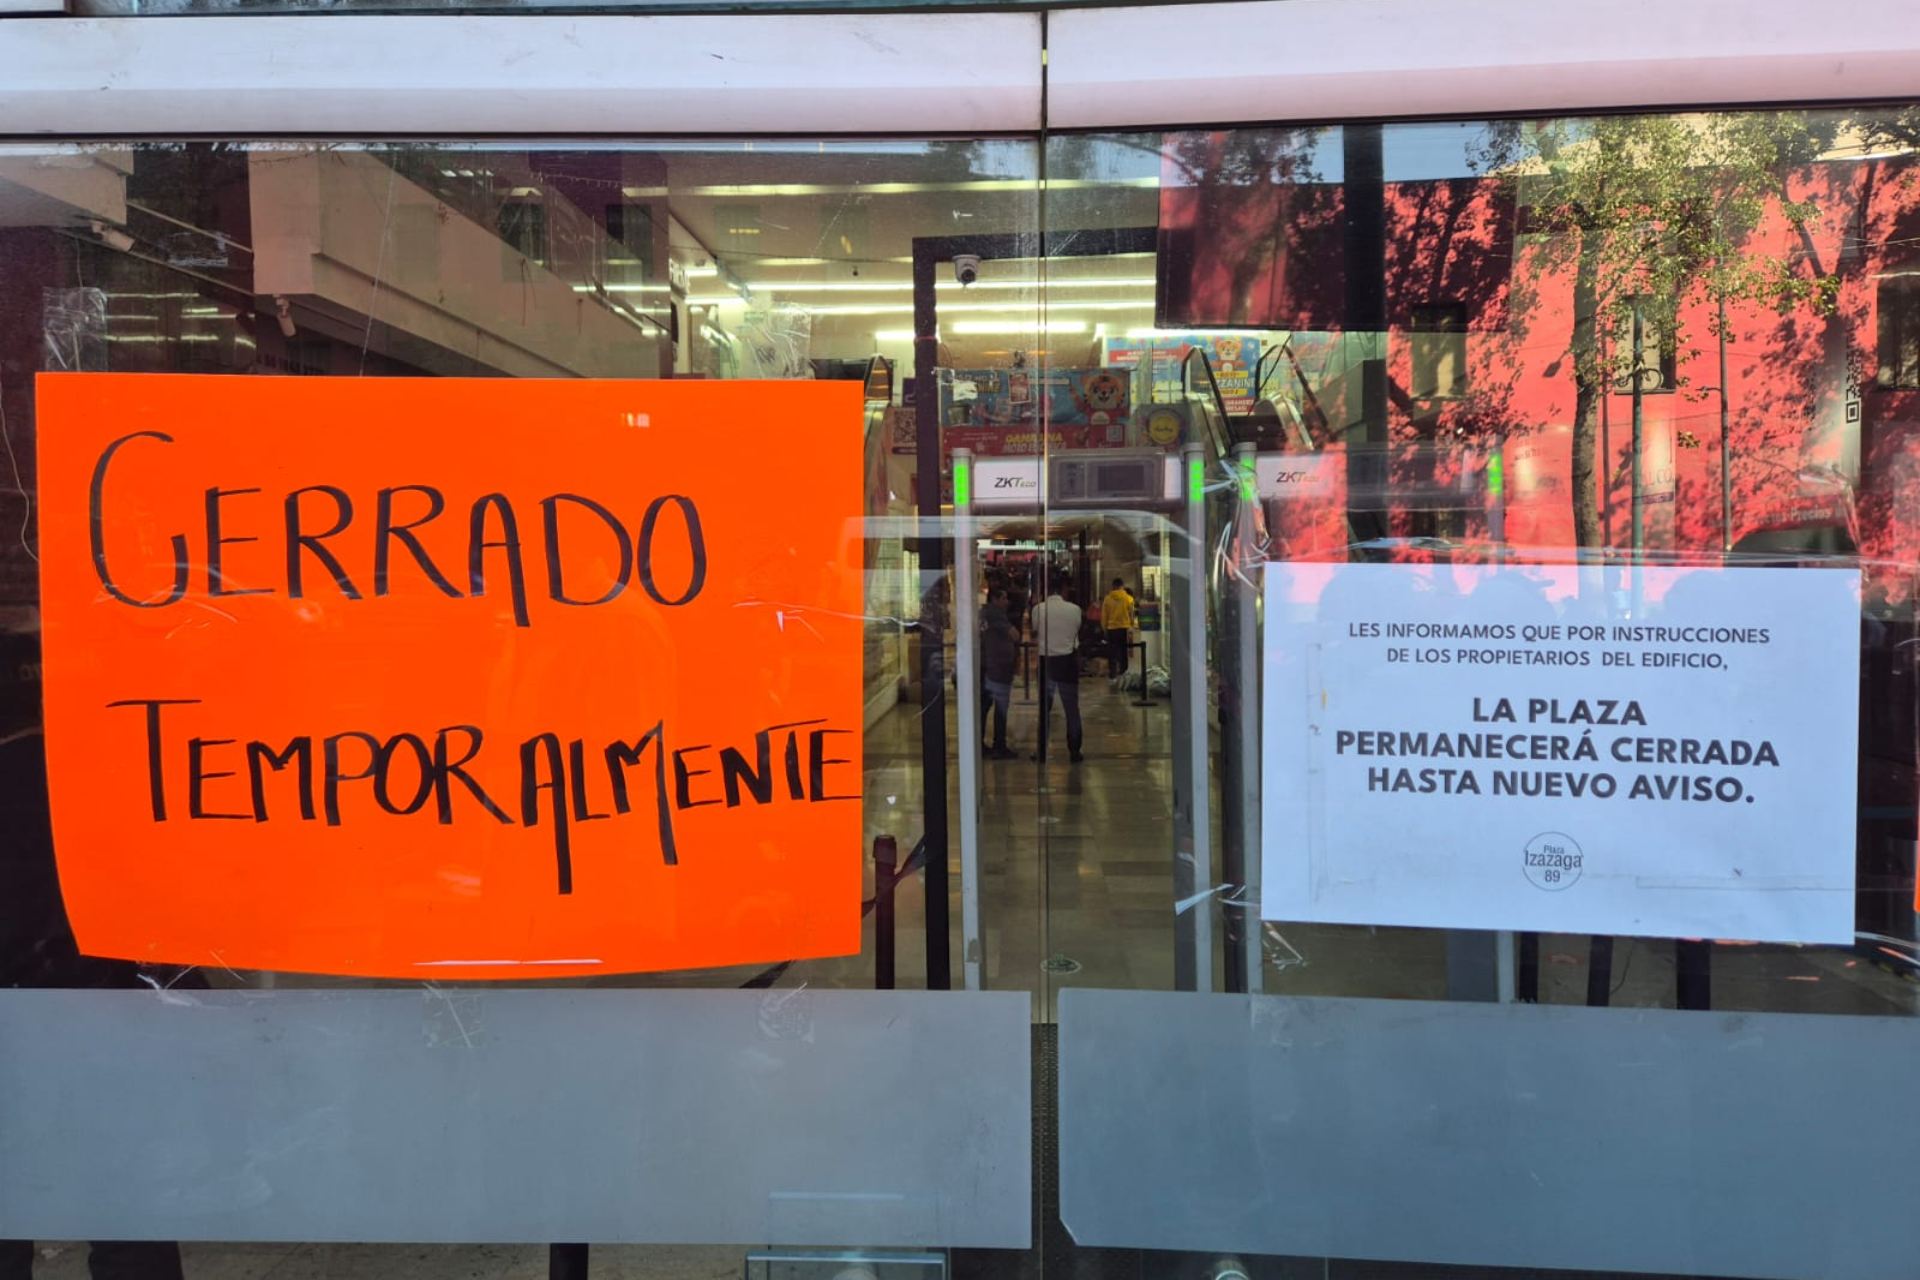 CERRADO
TEMPORALMENTE
ZKTeco
ZKTeco
LES INFORMAMOS QUE POR INSTRUCCIONES
DE LOS PROPIETARIOS DEL EDIFICIO,
LA PLAZA
PERMANECERÁ CERRADA
HASTA NUEVO AVISO.
Plaza
Izazaga
89